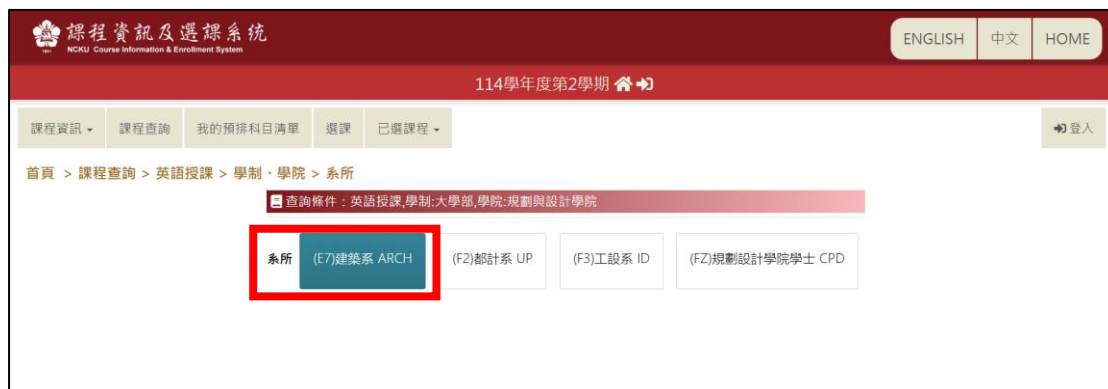 課程資訊及選課系统
NCKU Course Information & Enrollment System
ENGLISH 中文 HOME
114學年度第2學期
課程資訊 課程查詢 我的預排科目清單 選課 已選課程 登入
首頁 > 課程查詢 > 英語授課 > 學制、學院 > 系所
查詢條件：英語授課,學制:大學部,學院:規劃與設計學院
系所 (E7)建築系 ARCH (F2)都計系 UP (F3)工設系 ID (FZ)規劃設計學院學士 CPD